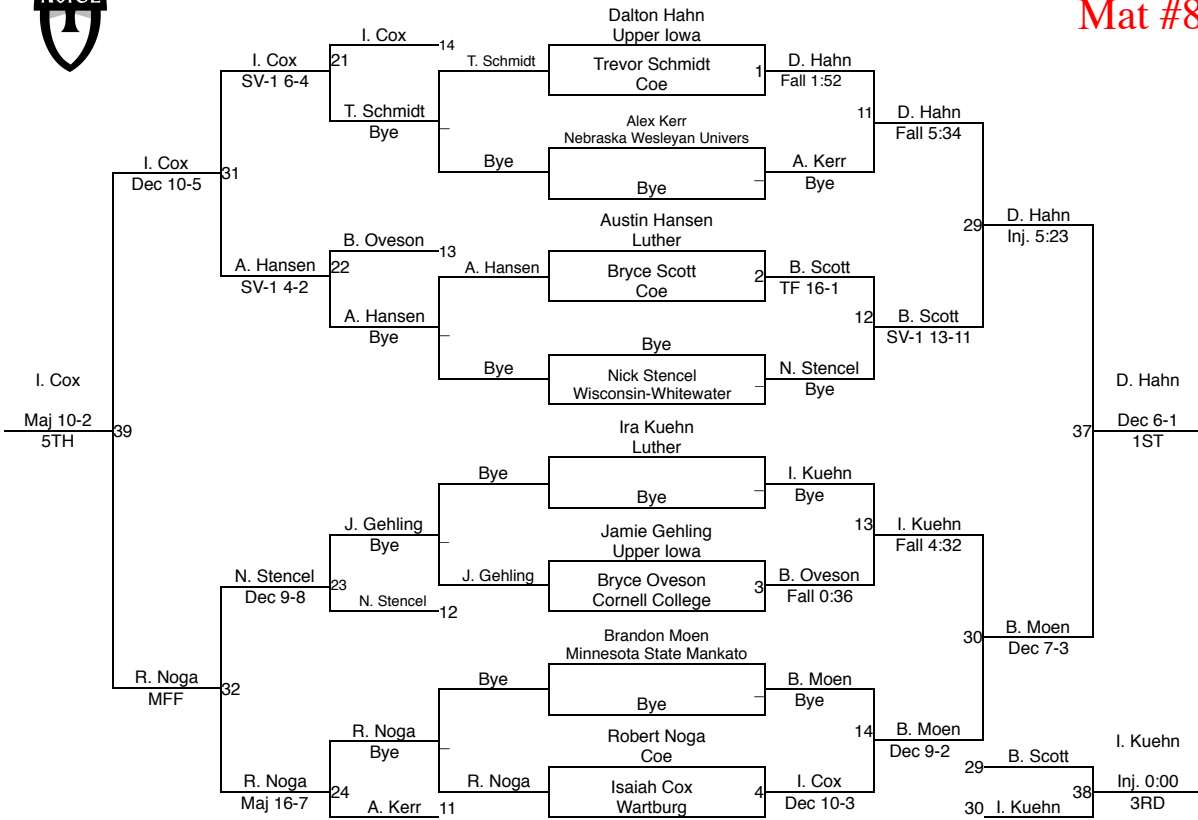 NORSE
Mat #8
Dalton Hahn
Upper Iowa
Trevor Schmidt
Coe
1
Alex Kerr
Nebraska Wesleyan Univers
Bye
Austin Hansen
Luther
Bryce Scott
Coe
2
Bye
Nick Stencel
Wisconsin-Whitewater
Ira Kuehn
Luther
Bye
Jamie Gehling
Upper Iowa
Bryce Oveson
Cornell College
3
Brandon Moen
Minnesota State Mankato
Bye
Robert Noga
Coe
Isaiah Cox
Wartburg
4
D. Hahn
Fall 1:52
A. Kerr
Bye
B. Scott
TF 16-1
N. Stencel
Bye
I. Kuehn
Bye
B. Oveson
Fall 0:36
B. Moen
Bye
I. Cox
Dec 10-3
11
D. Hahn
Fall 5:34
12
B. Scott
SV-1 13-11
13
I. Kuehn
Fall 4:32
14
B. Moen
Dec 9-2
29
D. Hahn
Inj. 5:23
30
B. Moen
Dec 7-3
37
D. Hahn
Dec 6-1
1ST
29
B. Scott
30
I. Kuehn
38
I. Kuehn
Inj. 0:00
3RD
T. Schmidt
Bye
A. Hansen
Bye
Bye
J. Gehling
Bye
R. Noga
I. Cox
14
T. Schmidt
Bye
B. Oveson
13
A. Hansen
Bye
J. Gehling
Bye
N. Stencel
12
R. Noga
Bye
A. Kerr
11
I. Cox
SV-1 6-4
21
A. Hansen
SV-1 4-2
22
N. Stencel
Dec 9-8
23
R. Noga
Maj 16-7
24
I. Cox
Dec 10-5
31
R. Noga
MFF
32
I. Cox
Maj 10-2
5TH
39